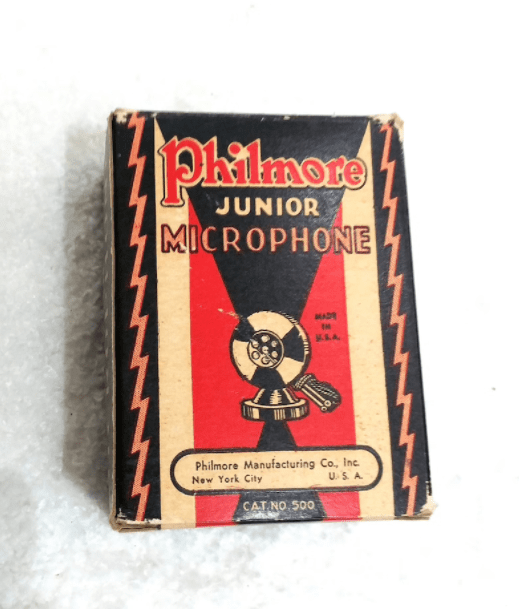 Philmore
JUNIOR
MICROPHONE
MADE
IN
U.S.A.
Philmore Manufacturing Co., Inc.
New York City U. S. A.
CAT. NO. 500